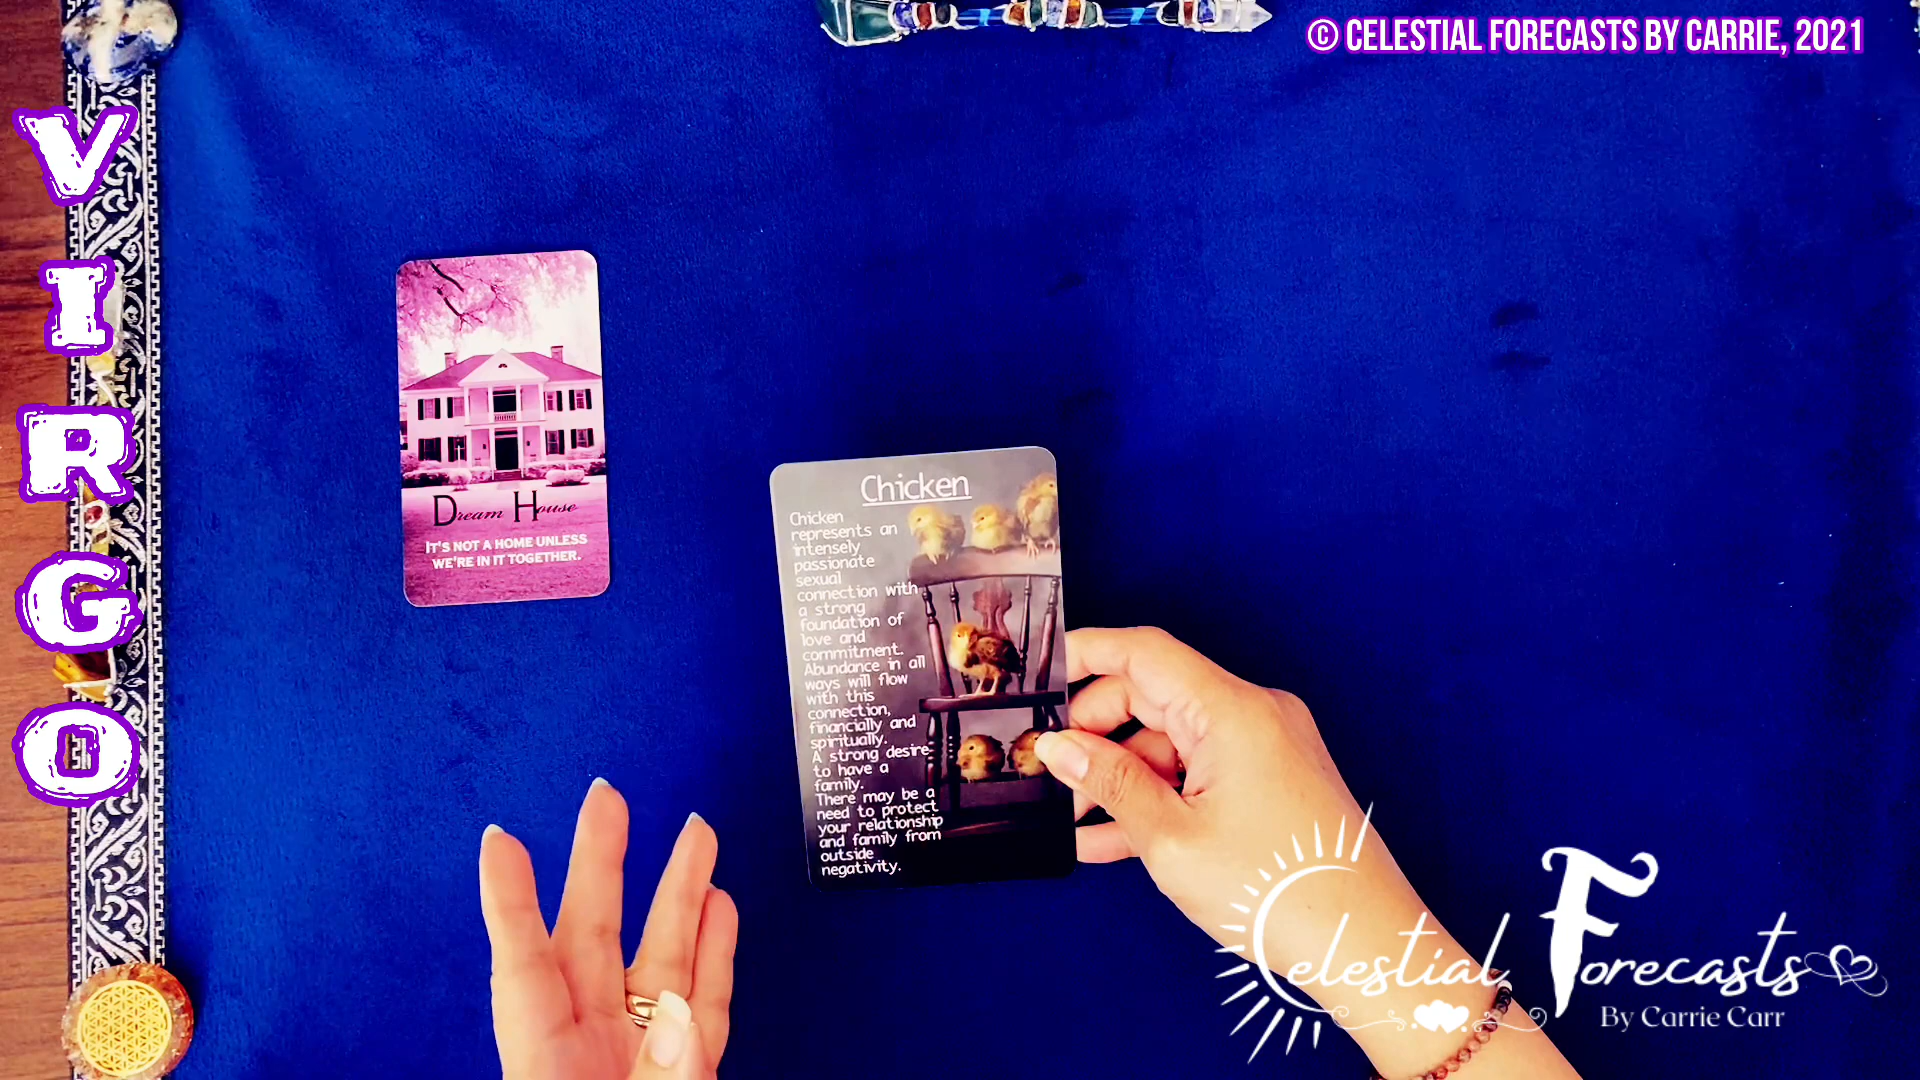 © CELESTIAL FORECASTS BY CARRIE, 2021
VIRGO
Dream House
IT'S NOT A HOME UNLESS
WE'RE IN IT TOGETHER.
Chicken
Chicken
represents an
intensely
passionate
sexual
connection with
a strong
foundation of
love and
commitment.
Abundance in all
ways will flow
with this
connection,
financially and
spiritually.
A strong desire
to have a
family.
There may be a
need to protect
your relationship
and family from
outside
negativity.
Celestial Forecasts
By Carrie Carr